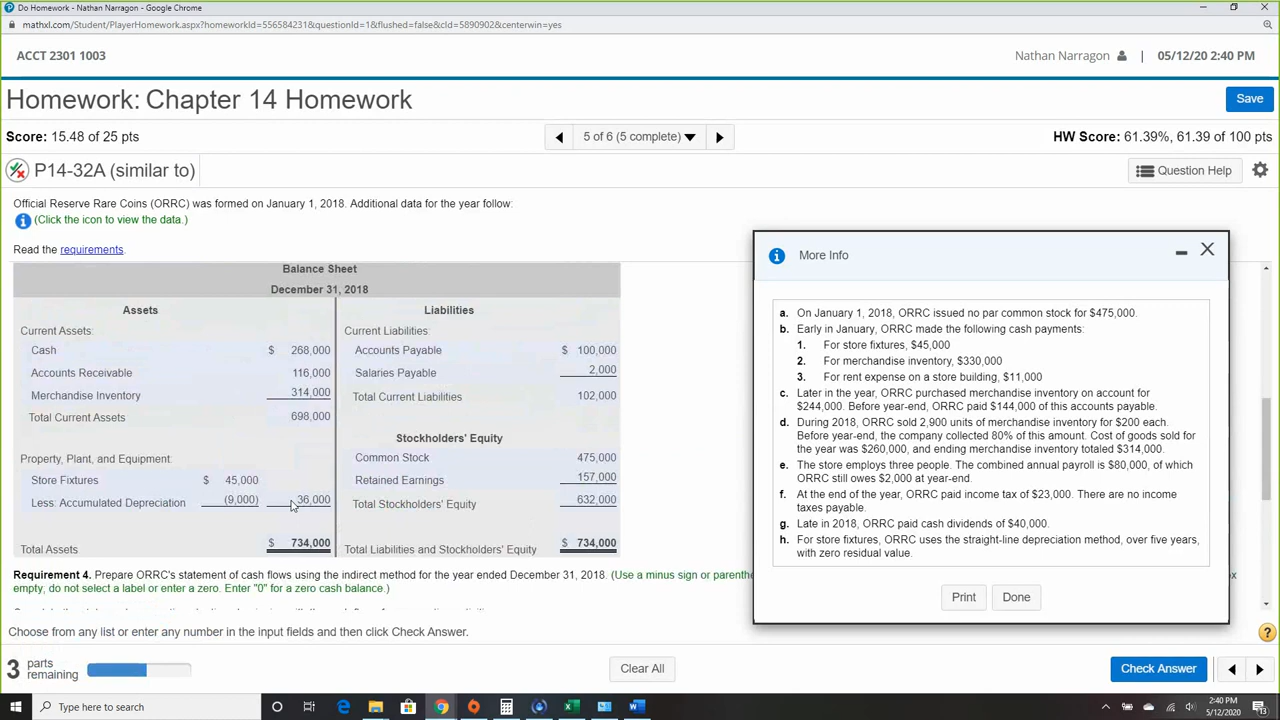 Do Homework - Nathan Narragon - Google Chrome
mathxl.com/Student/PlayerHomework.aspx?homeworkId=556584231&questionId=1&flushed=false&cId=5890902&centerwin=yes
ACCT 2301 1003
Nathan Narragon
05/12/20 2:40 PM
Homework: Chapter 14 Homework
Save
Score: 15.48 of 25 pts
5 of 6 (5 complete)
HW Score: 61.39%, 61.39 of 100 pts
P14-32A (similar to)
Question Help
Official Reserve Rare Coins (ORRC) was formed on January 1, 2018. Additional data for the year follow:
(Click the icon to view the data.)
Read the requirements.
Balance Sheet
December 31, 2018
Assets Liabilities
Current Assets: Current Liabilities:
Cash $ 268,000 Accounts Payable $ 100,000
Accounts Receivable 116,000 Salaries Payable 2,000
Merchandise Inventory 314,000 Total Current Liabilities 102,000
Total Current Assets 698,000
Stockholders' Equity
Property, Plant, and Equipment: Common Stock 475,000
Store Fixtures $ 45,000 Retained Earnings 157,000
Less: Accumulated Depreciation (9,000) 36,000 Total Stockholders' Equity 632,000
Total Assets $ 734,000 Total Liabilities and Stockholders' Equity $ 734,000
Requirement 4. Prepare ORRC's statement of cash flows using the indirect method for the year ended December 31, 2018. (Use a minus sign or parenthe
ex
empty, do not select a label or enter a zero. Enter "0" for a zero cash balance.)
More Info
a. On January 1, 2018, ORRC issued no par common stock for $475,000.
b. Early in January, ORRC made the following cash payments:
1. For store fixtures, $45,000
2. For merchandise inventory, $330,000
3. For rent expense on a store building, $11,000
c. Later in the year, ORRC purchased merchandise inventory on account for
$244,000. Before year-end, ORRC paid $144,000 of this accounts payable.
d. During 2018, ORRC sold 2,900 units of merchandise inventory for $200 each.
Before year-end, the company collected 80% of this amount. Cost of goods sold for
the year was $260,000, and ending merchandise inventory totaled $314,000.
e. The store employs three people. The combined annual payroll is $80,000, of which
ORRC still owes $2,000 at year-end.
f. At the end of the year, ORRC paid income tax of $23,000. There are no income
taxes payable.
g. Late in 2018, ORRC paid cash dividends of $40,000.
h. For store fixtures, ORRC uses the straight-line depreciation method, over five years,
with zero residual value.
Print
Done
Choose from any list or enter any number in the input fields and then click Check Answer.
?
3 parts
remaining
Clear All
Check Answer
Type here to search
2:40 PM
5/12/2020